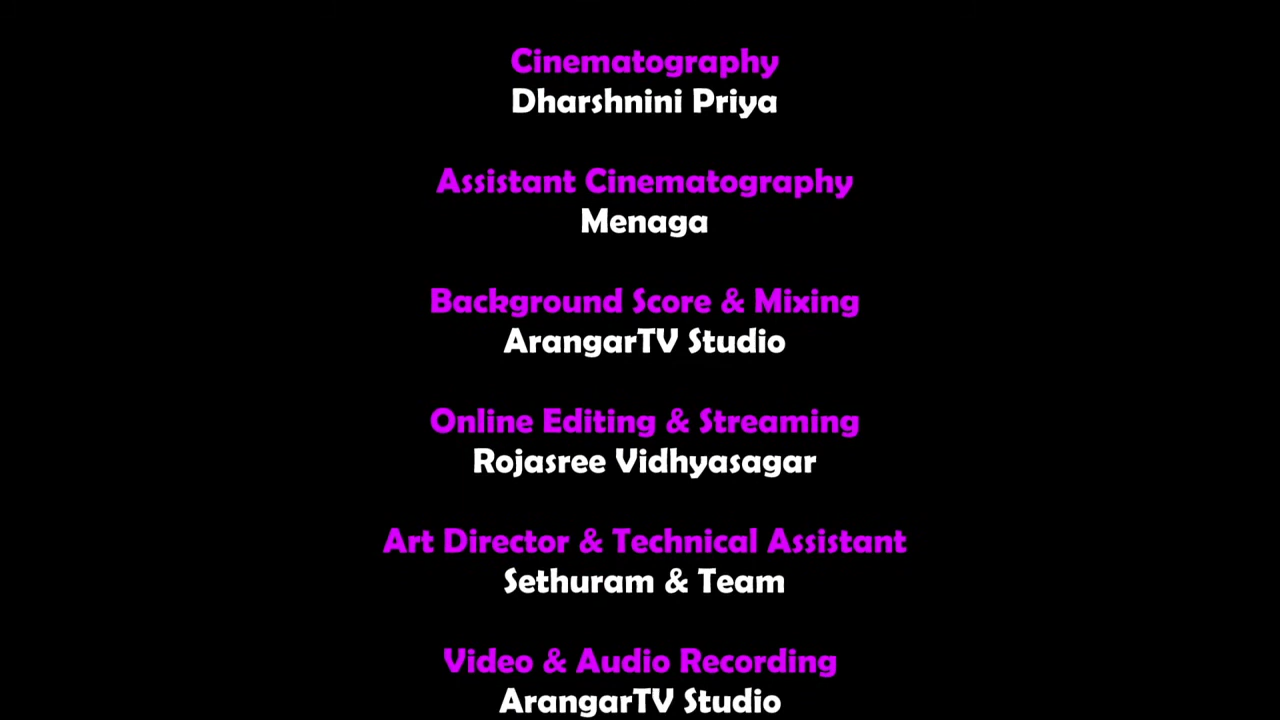 Cinematography
Dharshnini Priya
Assistant Cinematography
Menaga
Background Score & Mixing
ArangarTV Studio
Online Editing & Streaming
Rojasree Vidhyasagar
Art Director & Technical Assistant
Sethuram & Team
Video & Audio Recording
ArangarTV Studio